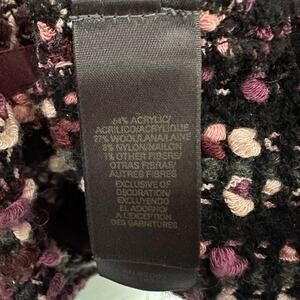 64% ACRYLIC/
ACRILICO/ACRYLIQUE
27% WOOL/LANA/LAINE
8% NYLON/NAILON
1% OTHER FIBERS/
OTRAS FIBRAS/
AUTRES FIBRES
EXCLUSIVE OF
DECORATION/
EXCLUYENDO
EL ADORNO/
A L'EXCEPTION
DES GARNITURES